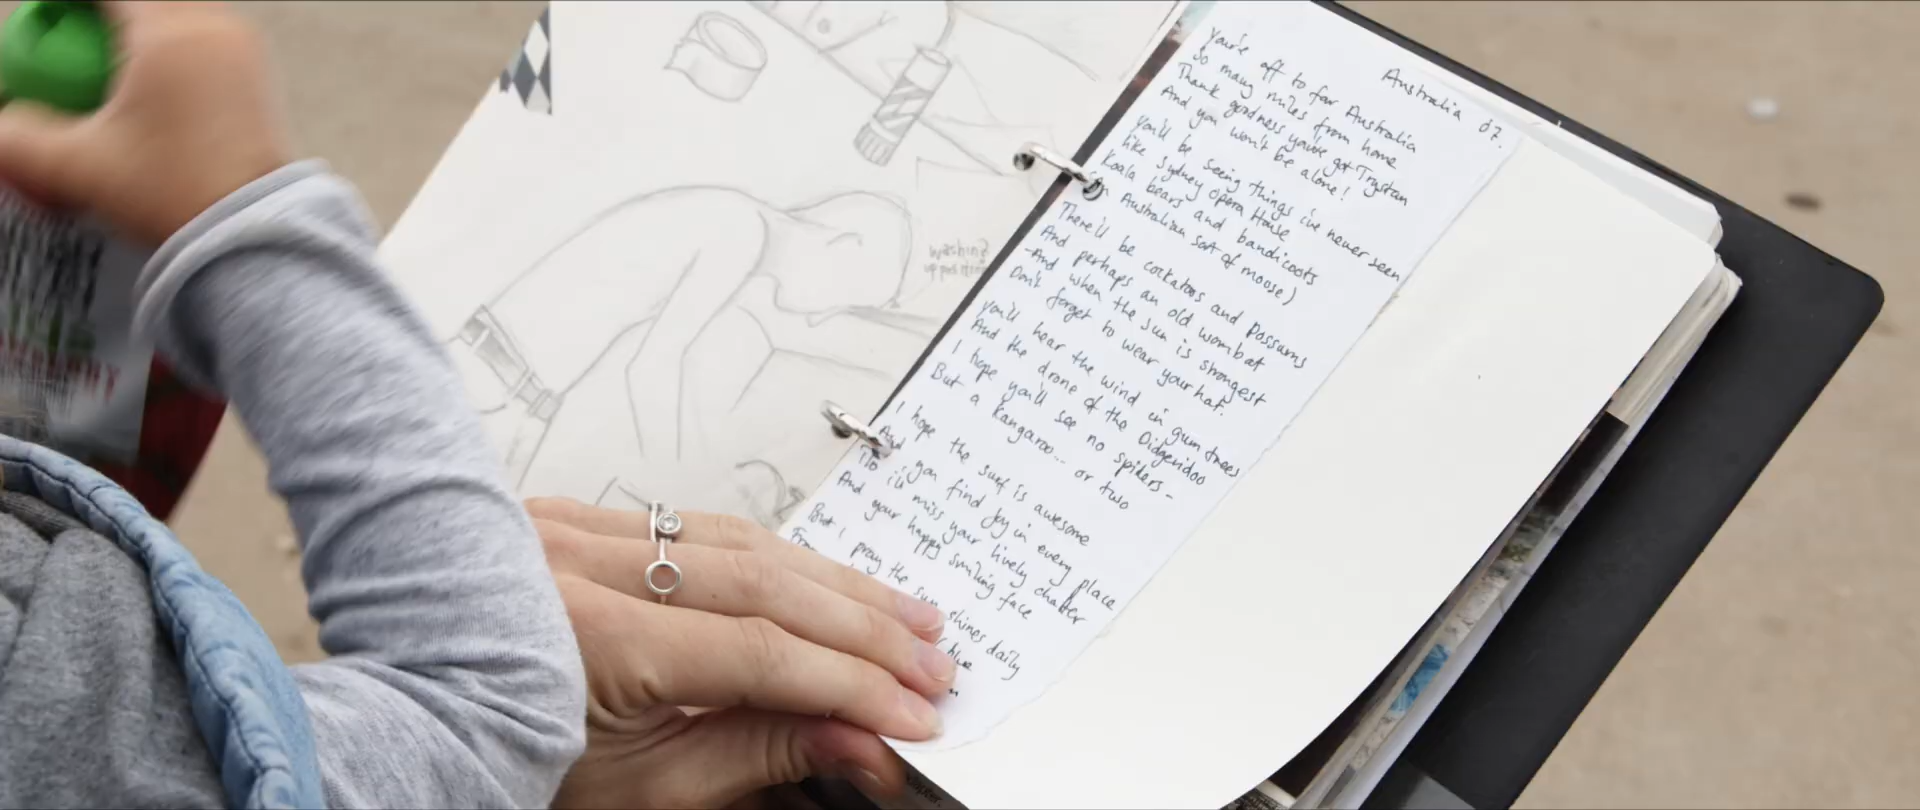 Australia 07.
You're off to far Australia
So many miles from home
Thank goodness you've got Trystan
And you won't be alone!
You'll be seeing things i've never seen
like Sydney Opera House
Koala bears and bandicoots
An Australian sort of moose)
There'll be cockatoos and possums
And perhaps an old wombat
-And when the sun is strongest
Don't forget to wear your hat.
You'll hear the wind in gum trees
And the drone of the Didgeridoo
I hope you'll see no spiders-
But a kangaroo... or two
I hope the surf is awesome
And you find joy in every place
ill miss your lively chatter
And your happy smiling face
But I pray the sun shines daily
blue
washing
up position